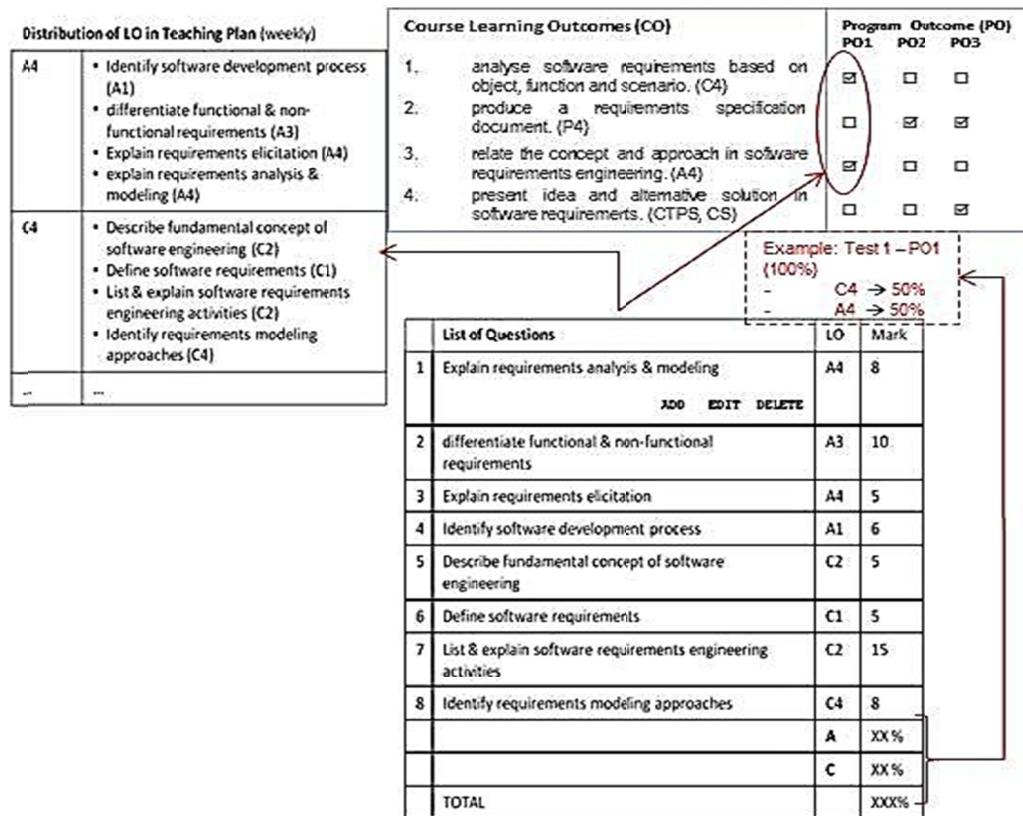 Distribution of LO in Teaching Plan (weekly)
A4
• Identify software development process
(A1)
• differentiate functional & non-
functional requirements (A3)
• Explain requirements elicitation (A4)
• explain requirements analysis &
modeling (A4)
C4
• Describe fundamental concept of
software engineering (C2)
• Define software requirements (C1)
• List & explain software requirements
engineering activities (C2)
• Identify requirements modeling
approaches (C4)
... ...
Course Learning Outcomes (CO)
Program Outcome (PO)
PO1 PO2 PO3
1. analyse software requirements based on
object, function and scenario. (C4)
2. produce a requirements specification
document. (P4)
3. relate the concept and approach in software
requirements engineering. (A4)
4. present idea and alternative solution in
software requirements. (CTPS, CS)
Example: Test 1 – PO1
(100%)
- C4 → 50%
- A4 → 50%
List of Questions LO Mark
1 Explain requirements analysis & modeling A4 8
ADD EDIT DELETE
2 differentiate functional & non-functional A3 10
requirements
3 Explain requirements elicitation A4 5
4 Identify software development process A1 6
5 Describe fundamental concept of software C2 5
engineering
6 Define software requirements C1 5
7 List & explain software requirements engineering C2 15
activities
8 Identify requirements modeling approaches C4 8
A XX%
C XX%
TOTAL XXX%